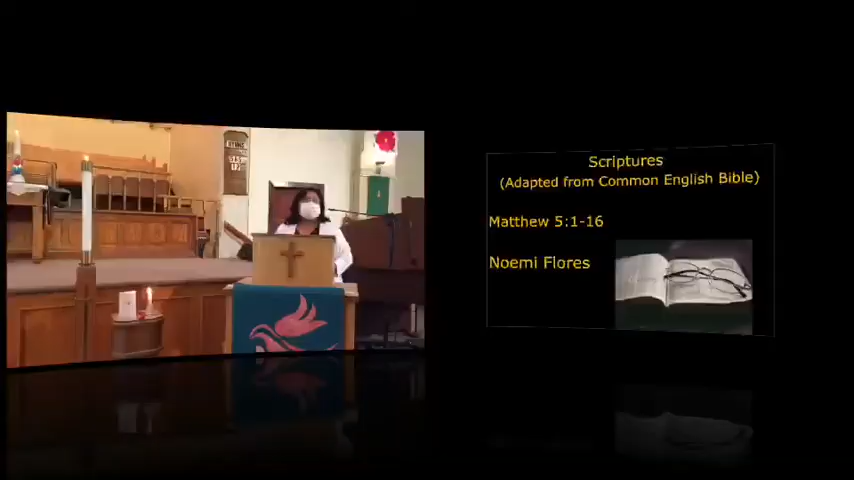 Scriptures
(Adapted from Common English Bible)
Matthew 5:1-16
Noemi Flores